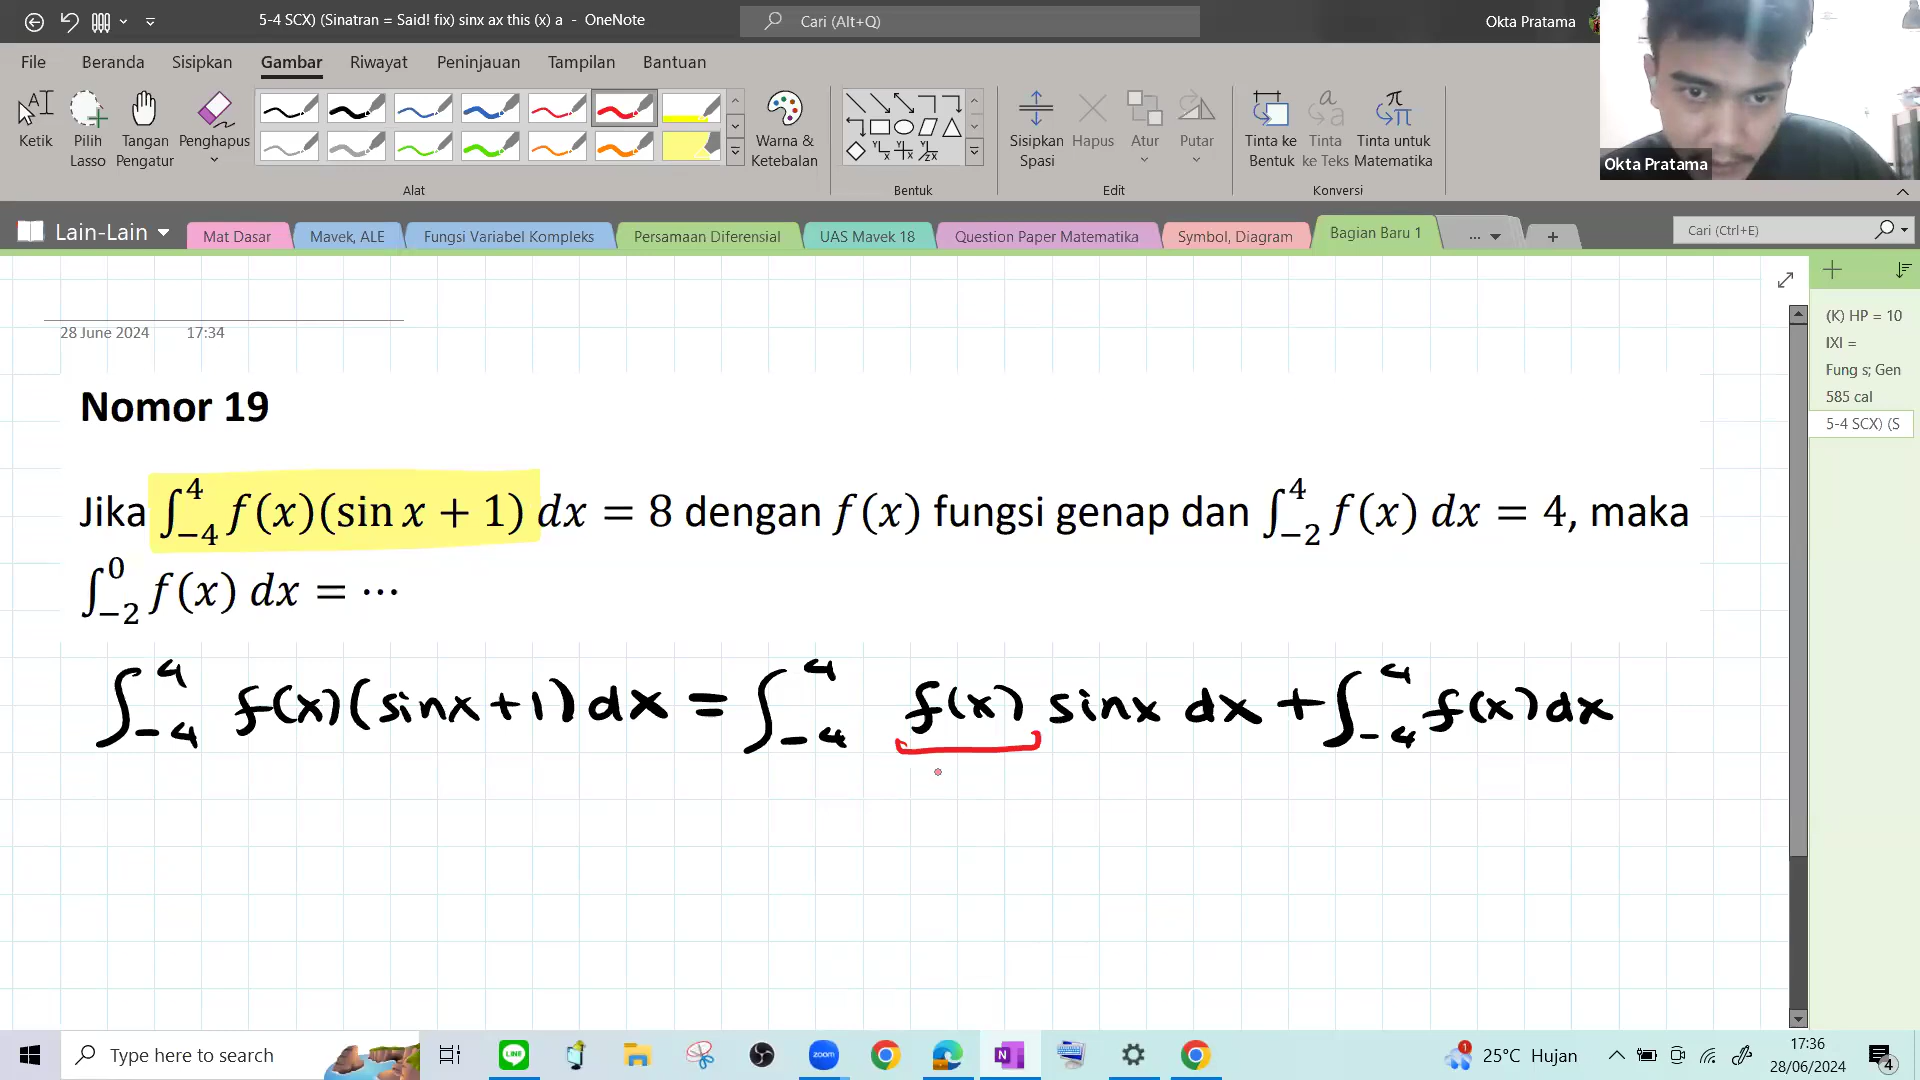 5-4 SCX) (Sinatran = Said! fix) sinx ax this (x) a - OneNote
Cari (Alt+Q)
Okta Pratama
File Beranda Sisipkan Gambar Riwayat Peninjauan Tampilan Bantuan
Ketik
Pilih Lasso
Tangan Pengatur
Penghapus
Warna & Ketebalan
Sisipkan Spasi
Hapus
Atur
Putar
Tinta ke Bentuk
Tinta ke Teks
Tinta untuk Matematika
Okta Pratama
Alat Bentuk Edit Konversi
Lain-Lain
Mat Dasar
Mavek, ALE
Fungsi Variabel Kompleks
Persamaan Diferensial
UAS Mavek 18
Question Paper Matematika
Symbol, Diagram
Bagian Baru 1
...
Cari (Ctrl+E)
28 June 2024 17:34
(K) HP = 10
IXI =
Fung s; Gen
585 cal
5-4 SCX) (S
Nomor 19
Jika ∫_{-4}^{4} f(x)(sin x + 1) dx = 8 dengan f(x) fungsi genap dan ∫_{-2}^{4} f(x) dx = 4, maka
∫_{-2}^{0} f(x) dx = ⋯
∫_{-4}^{4} f(x)(sinx+1)dx = ∫_{-4}^{4} f(x) sinx dx + ∫_{-4}^{4} f(x)dx
Type here to search
zoom
25°C Hujan
17:36
28/06/2024
4